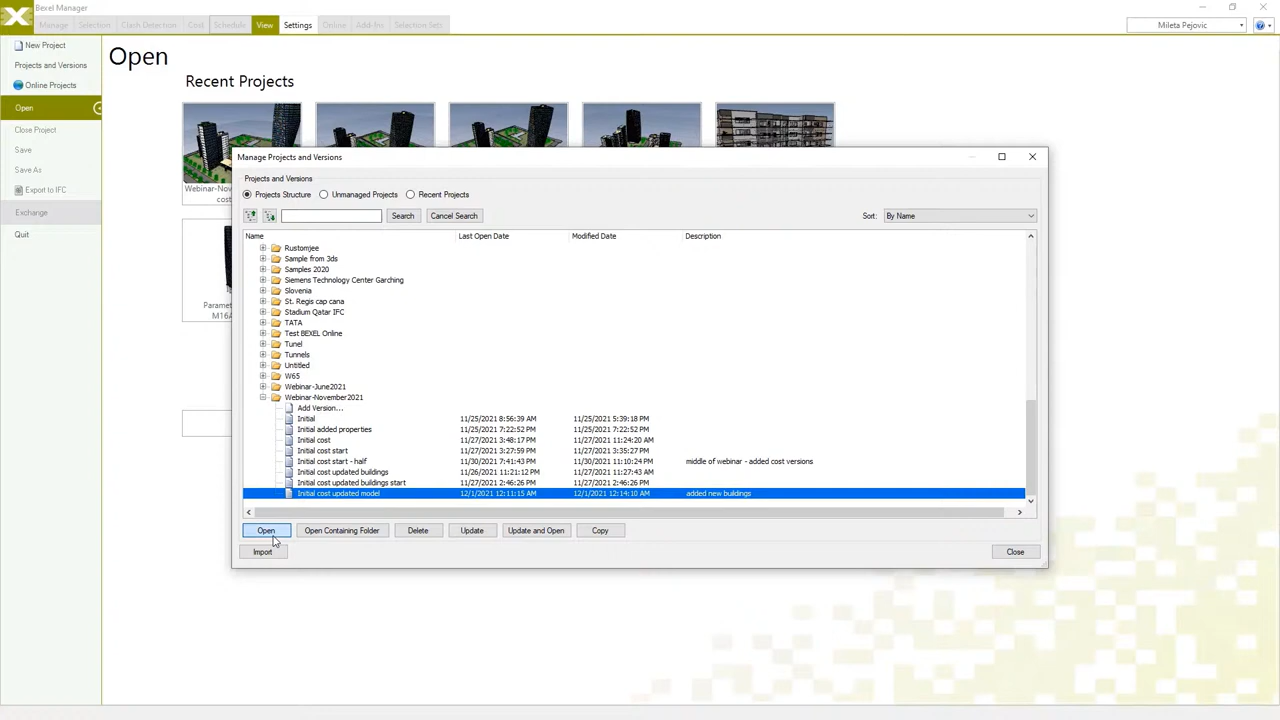 Bexel Manager
Manage Selection Clash Detection Cost Schedule View Settings Online Add-Ins Selection Sets
Mileta Pejovic
New Project
Projects and Versions
Online Projects
Open
Close Project
Save
Save As
Export to IFC
Exchange
Quit
Open
Recent Projects
Webinar-Nov
cost
Parame
M16A
Manage Projects and Versions
Projects and Versions
Projects Structure Unmanaged Projects Recent Projects
Search Cancel Search Sort: By Name
Name Last Open Date Modified Date Description
Rustomjee
Sample from 3ds
Samples 2020
Siemens Technology Center Garching
Slovenia
St. Regis cap cana
Stadium Qatar IFC
TATA
Test BEXEL Online
Tunel
Tunnels
Untitled
W65
Webinar-June2021
Webinar-November2021
Add Version...
Initial 11/25/2021 8:56:39 AM 11/25/2021 5:39:18 PM
Initial added properties 11/25/2021 7:22:52 PM 11/25/2021 7:22:52 PM
Initial cost 11/27/2021 3:48:17 PM 11/27/2021 11:24:20 AM
Initial cost start 11/27/2021 3:27:59 PM 11/27/2021 3:35:27 PM
Initial cost start - half 11/30/2021 7:41:43 PM 11/30/2021 11:10:24 PM middle of webinar - added cost versions
Initial cost updated buildings 11/26/2021 11:21:12 PM 11/27/2021 11:27:43 AM
Initial cost updated buildings start 11/27/2021 2:46:26 PM 11/27/2021 2:46:26 PM
Initial cost updated model 12/1/2021 12:11:15 AM 12/1/2021 12:14:10 AM added new buildings
Open Open Containing Folder Delete Update Update and Open Copy
Import Close